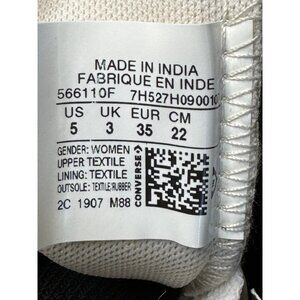 MADE IN INDIA
FABRIQUE EN INDE
566110F 7H527H090010
US UK EUR CM
5 3 35 22
GENDER: WOMEN
UPPER TEXTILE
LINING: TEXTILE
OUTSOLE: TEXTILE/RUBBER
2C 1907 M88
CONVERSE